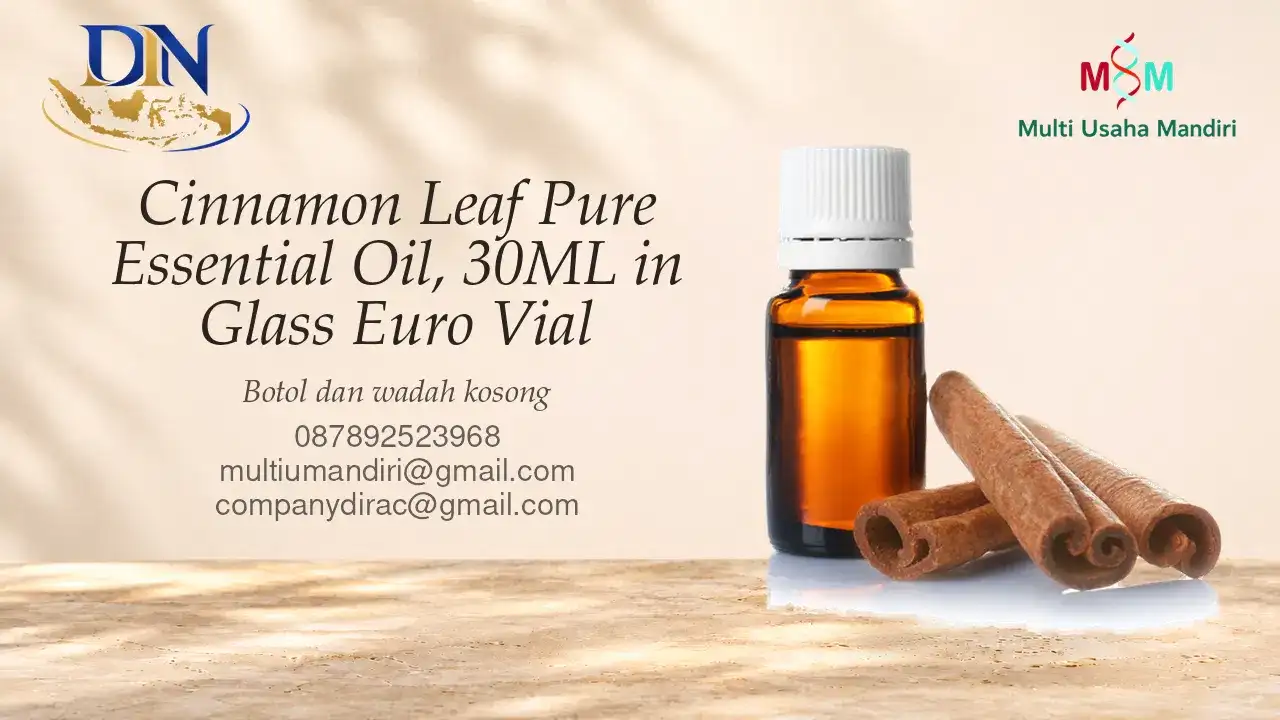 DN
M M
Multi Usaha Mandiri
Cinnamon Leaf Pure
Essential Oil, 30ML in
Glass Euro Vial
Botol dan wadah kosong
087892523968
multiumandiri@gmail.com
companydirac@gmail.com